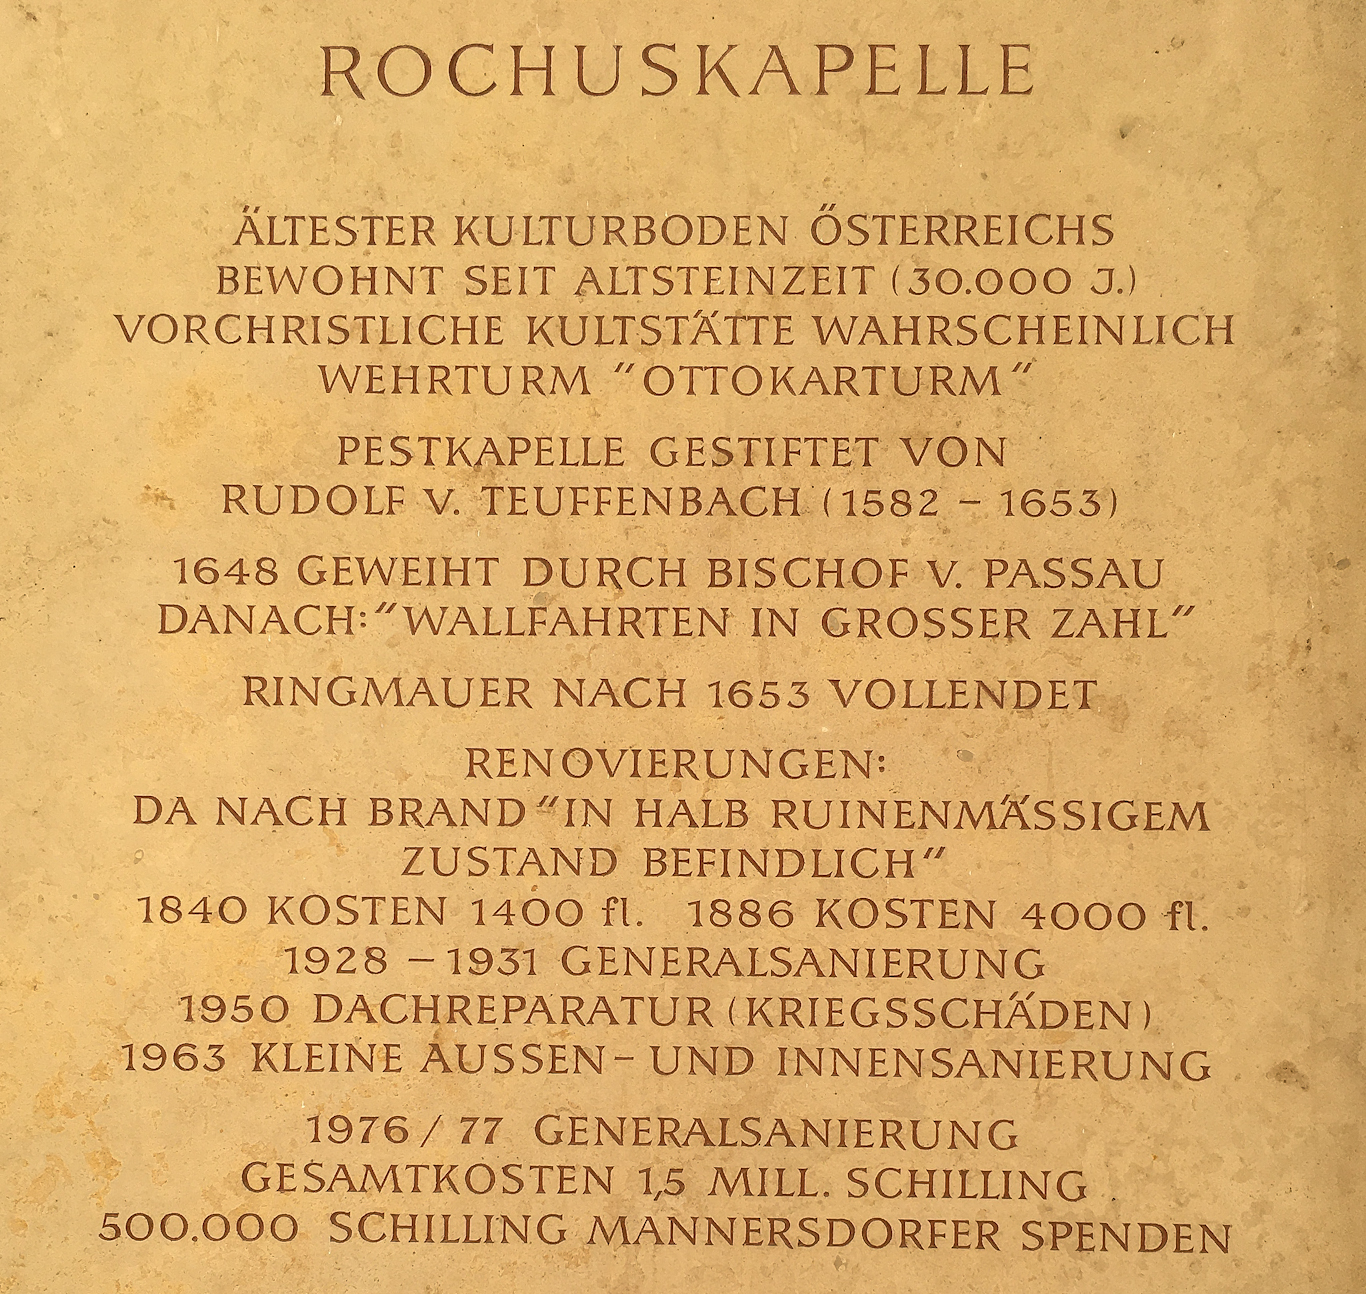 ROCHUSKAPELLE
ÄLTESTER KULTURBODEN ÖSTERREICHS
BEWOHNT SEIT ALTSTEINZEIT (30.000 J.)
VORCHRISTLICHE KULTSTÄTTE WAHRSCHEINLICH
WEHRTURM "OTTOKARTURM"
PESTKAPELLE GESTIFTET VON
RUDOLF V. TEUFFENBACH (1582 – 1653)
1648 GEWEIHT DURCH BISCHOF V. PASSAU
DANACH: "WALLFAHRTEN IN GROSSER ZAHL"
RINGMAUER NACH 1653 VOLLENDET
RENOVIERUNGEN:
DA NACH BRAND "IN HALB RUINENMÄSSIGEM
ZUSTAND BEFINDLICH"
1840 KOSTEN 1400 fl. 1886 KOSTEN 4000 fl.
1928 – 1931 GENERALSANIERUNG
1950 DACHREPARATUR (KRIEGSSCHÄDEN)
1963 KLEINE AUSSEN- UND INNENSANIERUNG
1976 / 77 GENERALSANIERUNG
GESAMTKOSTEN 1,5 MILL. SCHILLING
500.000 SCHILLING MANNERSDORFER SPENDEN